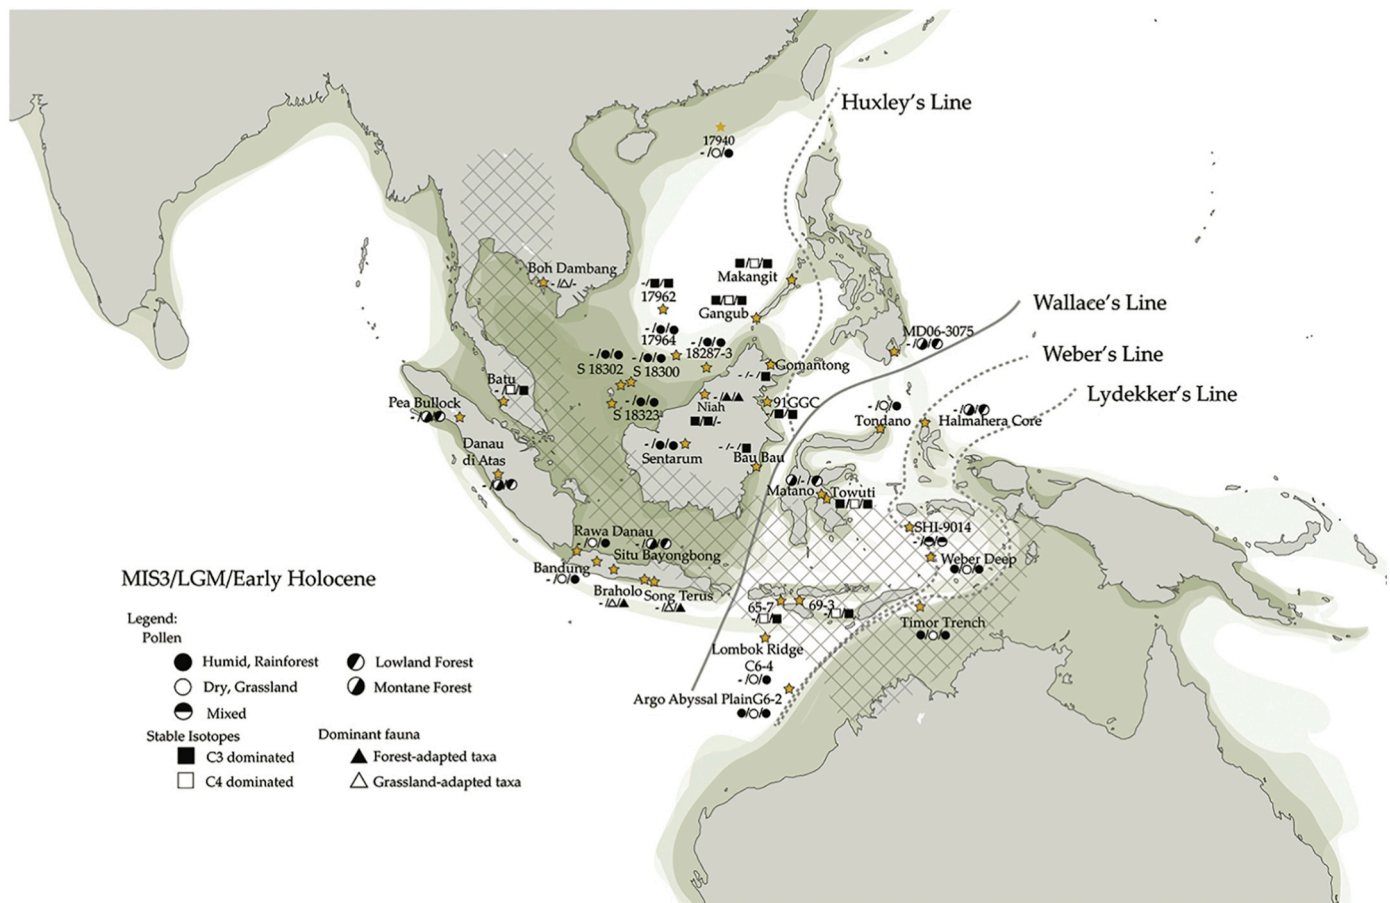 Huxley's Line
17940
-/○/●
Boh Dambang
-/△/-
■/□/■
Makangit
-/■/■
17962
■/□/■
Gangub
Wallace's Line
-/●/●
17964
-/●/●
18287-3
MD06-3075
-/◐/◐
Weber's Line
-/●/●
S 18302
-/●/●
S 18300
Gomantong
-/-/■
Lydekker's Line
Batu
-/□/■
Pea Bullock
-/◐/◐
-/●/●
S 18323
Niah
-/▲/▲
■/■/-
91GGC
-/■/■
-/○/●
Tondano
-/◐/◐
Halmahera Core
Danau
di Atas
-/◐/◐
-/●/●
Sentarum
-/-/■
Bau Bau
◐/-/◐
Matano
Towuti
■/□/■
SHI-9014
-/◒/◒
Rawa Danau
-/○/●
-/◐/◐
Situ Bayongbong
Weber Deep
●/○/●
Bandung
-/○/●
Braholo
-/△/▲
Song Terus
-/△/▲
65-7
-/□/■
69-3
-/□/■
Timor Trench
●/○/●
Lombok Ridge
C6-4
-/○/●
Argo Abyssal PlainG6-2
●/○/●
MIS3/LGM/Early Holocene
Legend:
Pollen
Humid, Rainforest
Lowland Forest
Dry, Grassland
Montane Forest
Mixed
Stable Isotopes
Dominant fauna
C3 dominated
Forest-adapted taxa
C4 dominated
Grassland-adapted taxa